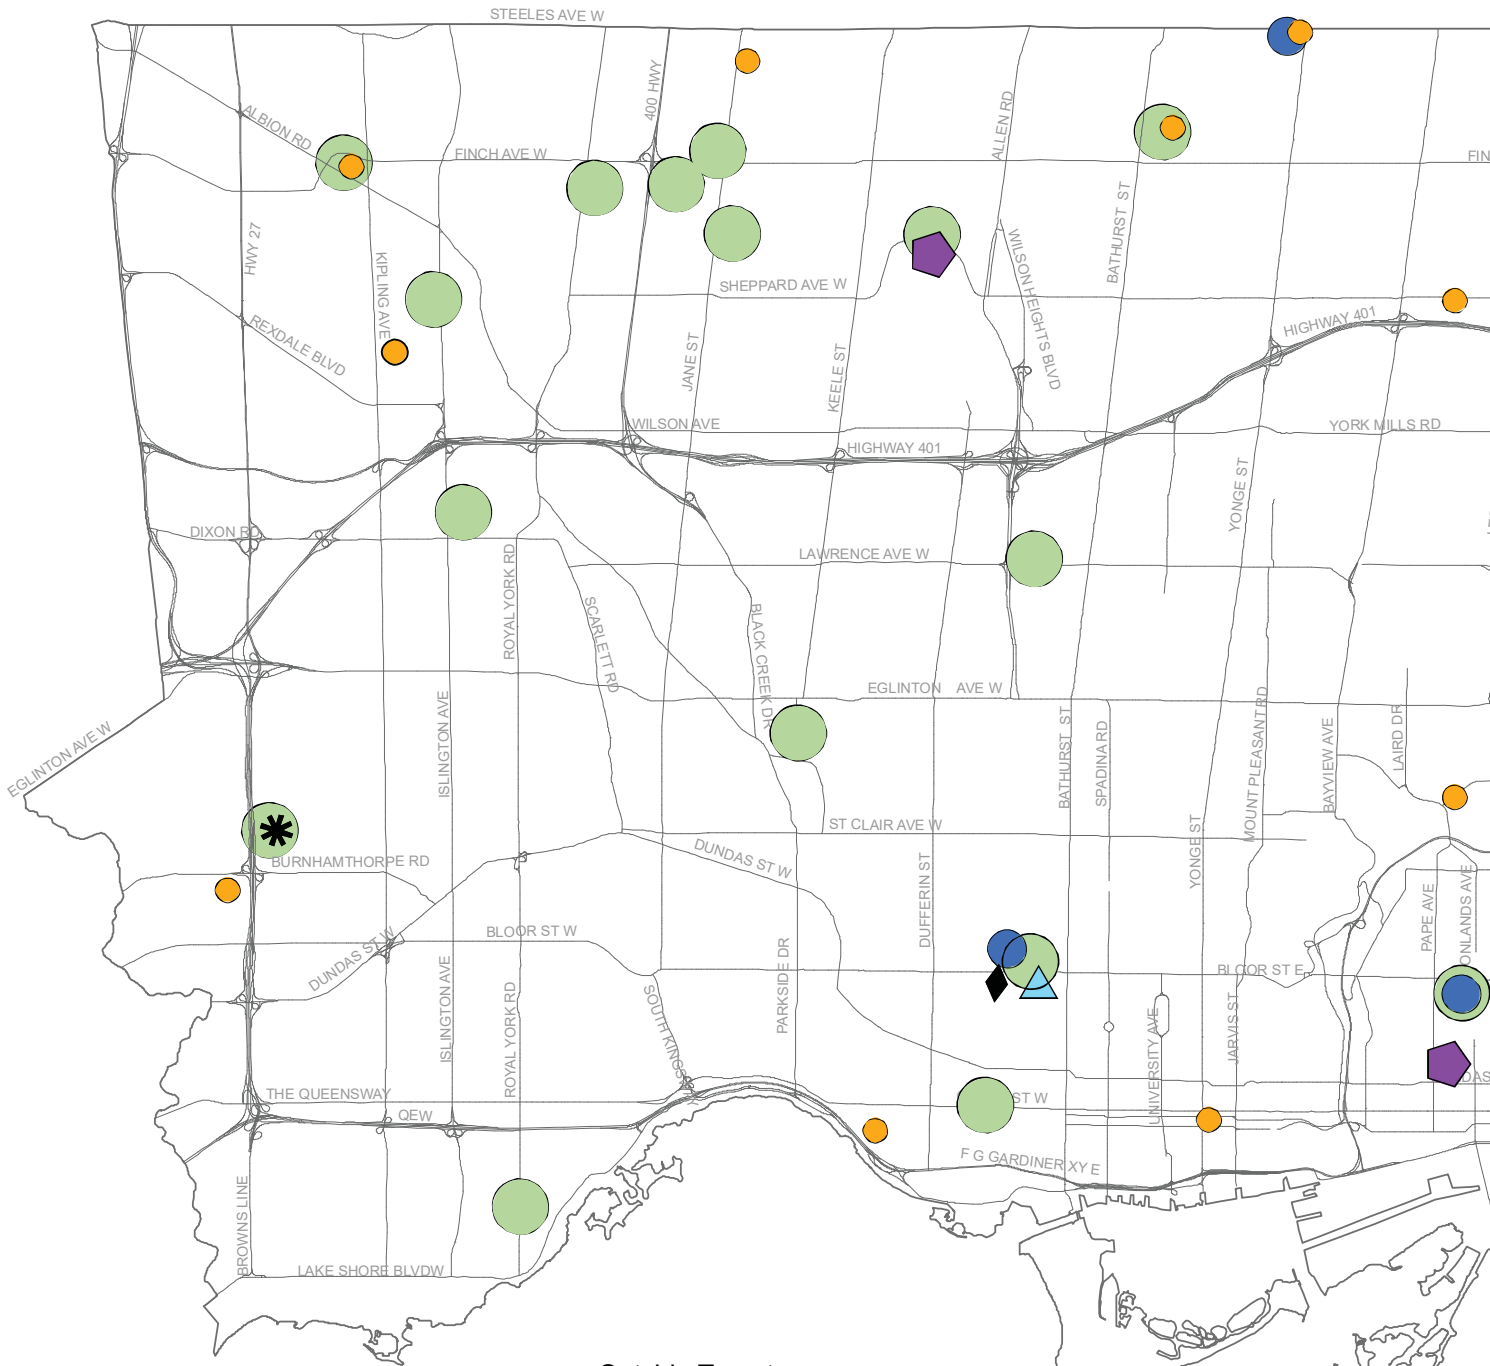 STEELES AVE W
400 HWY
ALBION RD
ALLEN RD
FINCH AVE W
FIN
BATHURST ST
HWY 27
WILSON HEIGHTS BLVD
KIPLING AVE
SHEPPARD AVE W
HIGHWAY 401
REXDALE BLVD
JANE ST
KEELE ST
WILSON AVE
YORK MILLS RD
HIGHWAY 401
YONGE ST
DIXON RD
LAWRENCE AVE W
ROYAL YORK RD
SCARLETT RD
BLACK CREEK DR
EGLINTON AVE W
EGLINTON AVE W
ISLINGTON AVE
BATHURST ST
SPADINA RD
MOUNT PLEASANT RD
BAYVIEW AVE
LAIRD DR
ST CLAIR AVE W
YONGE ST
DUNDAS ST W
BURNHAMTHORPE RD
DUFFERIN ST
PAPE AVE
ONLANDS AVE
BLOOR ST W
DUNDAS ST W
PARKSIDE DR
BLOOR ST E
ISLINGTON AVE
ROYAL YORK RD
SOUTH KINGSWAY
UNIVERSITY AVE
JARVIS ST
DAS
THE QUEENSWAY
ST W
QEW
F G GARDINER XY E
BROWNS LINE
LAKE SHORE BLVDW